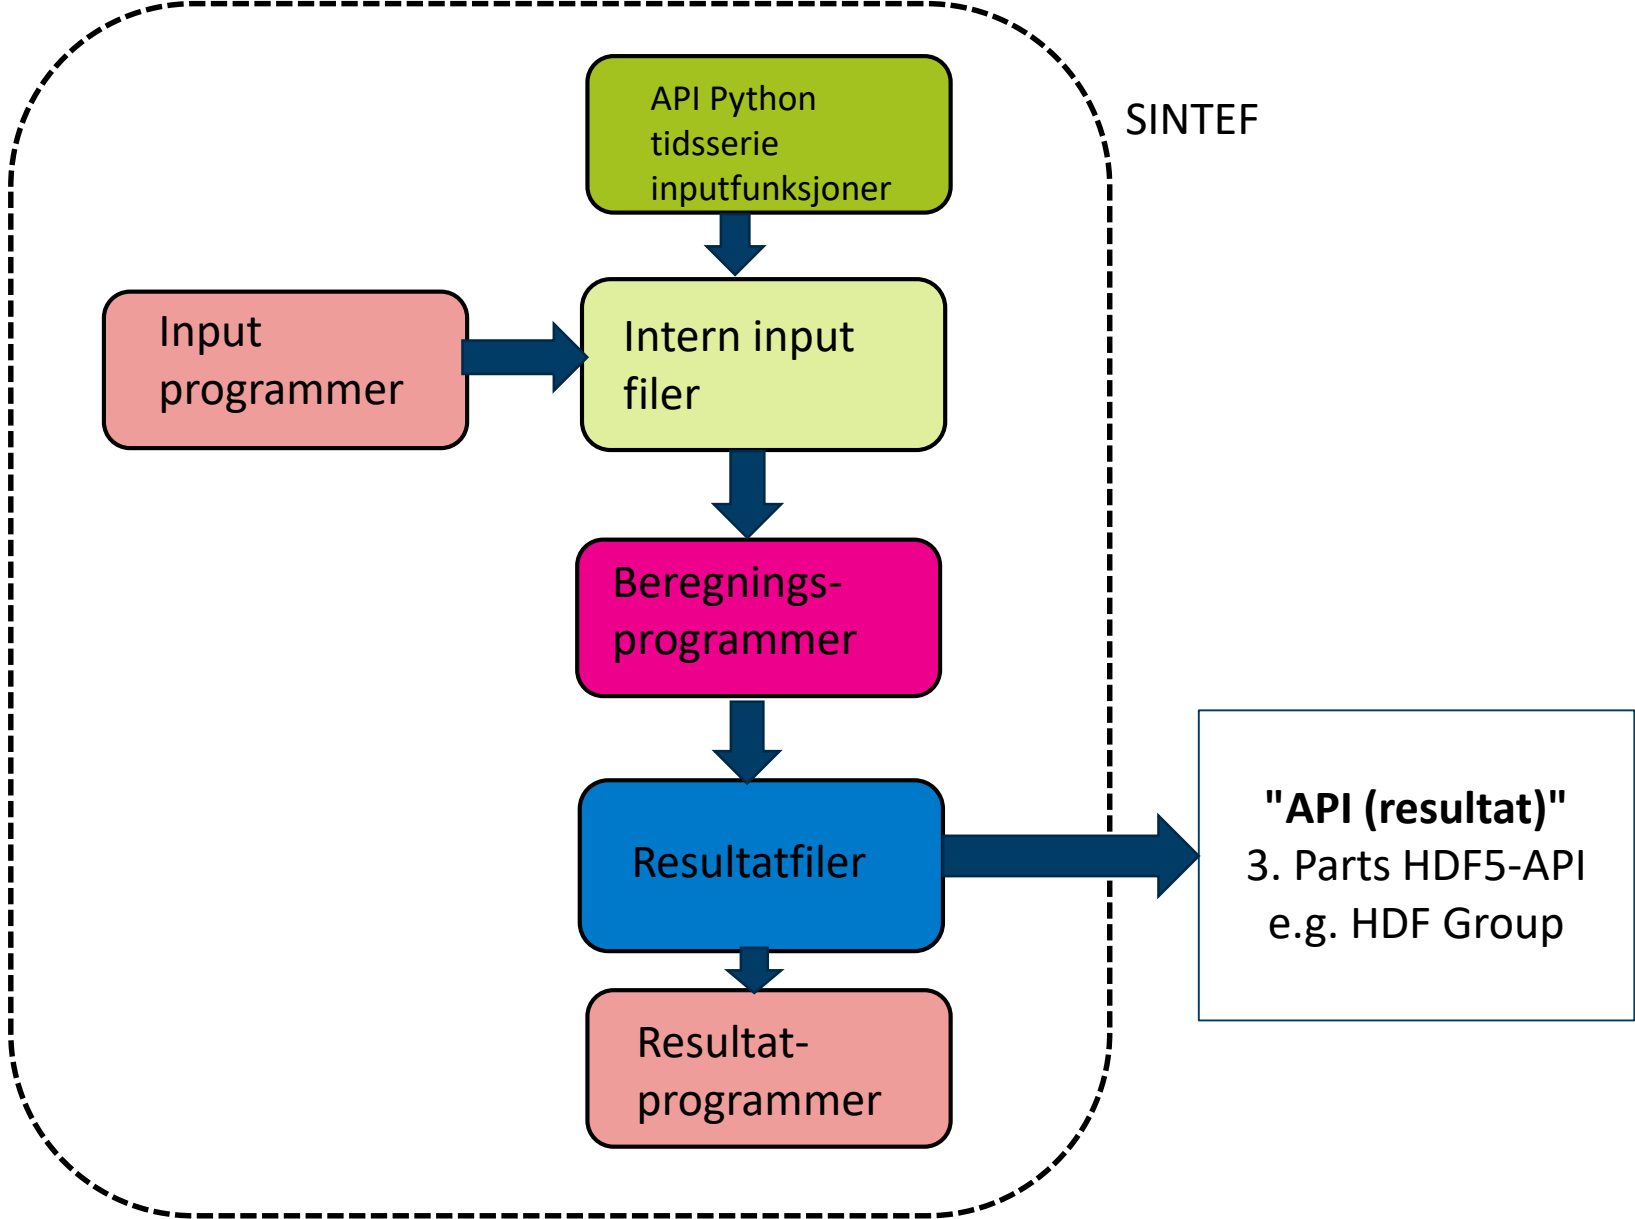 API Python
tidsserie
inputfunksjoner
SINTEF
Input
programmer
Intern input
filer
Beregnings-
programmer
Resultatfiler
"API (resultat)"
3. Parts HDF5-API
e.g. HDF Group
Resultat-
programmer